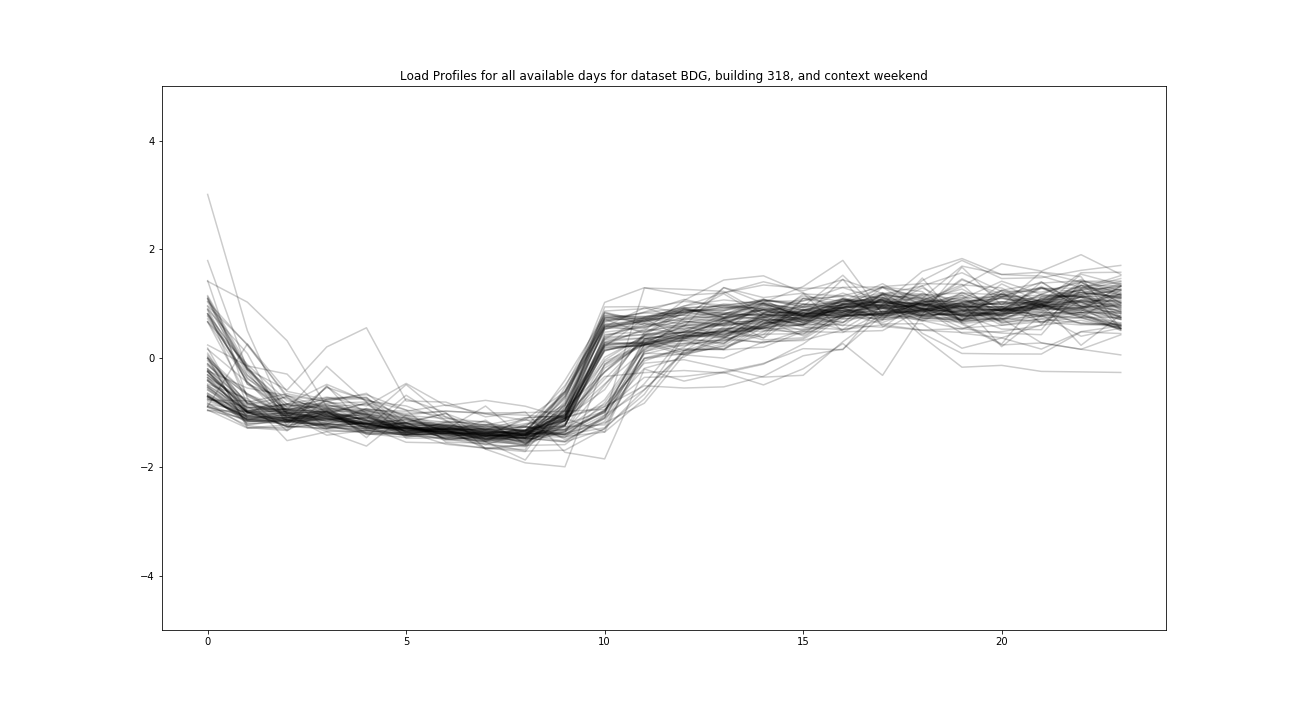 Load Profiles for all available days for dataset BDG, building 318, and context weekend
4
2
0
−2
−4
0 5 10 15 20